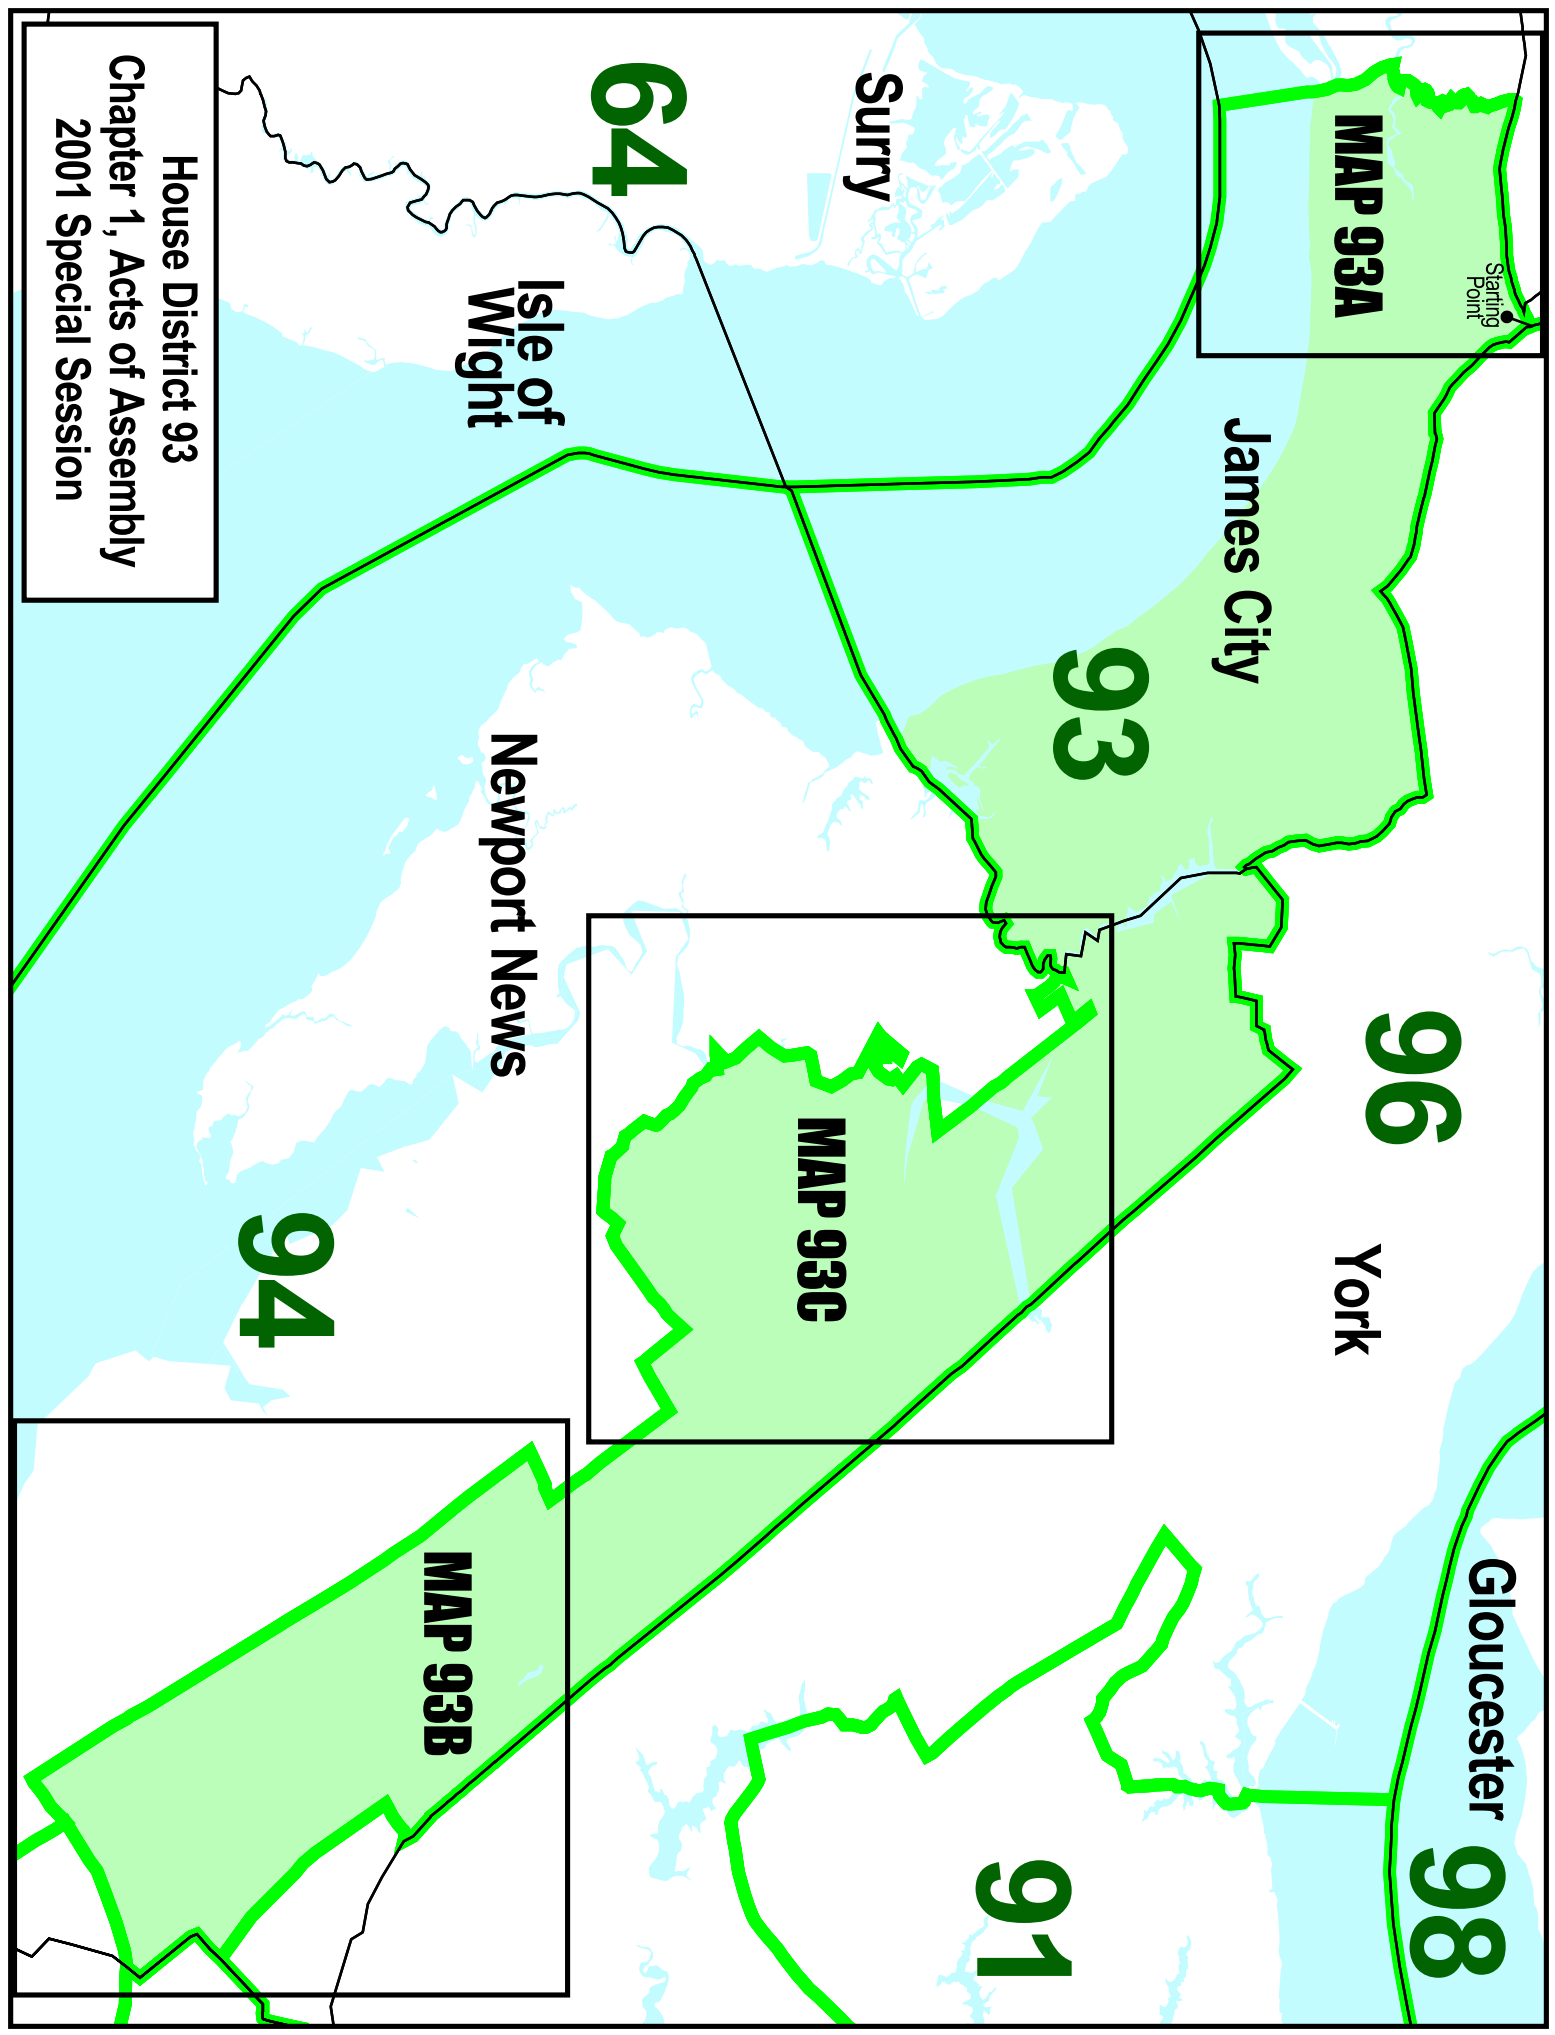 MAP 93A
Starting
Point
Surry
64
James City
Isle of
Wight
House District 93
Chapter 1, Acts of Assembly
2001 Special Session
93
96
Newport News
York
MAP 93C
94
Gloucester
MAP 93B
98
91